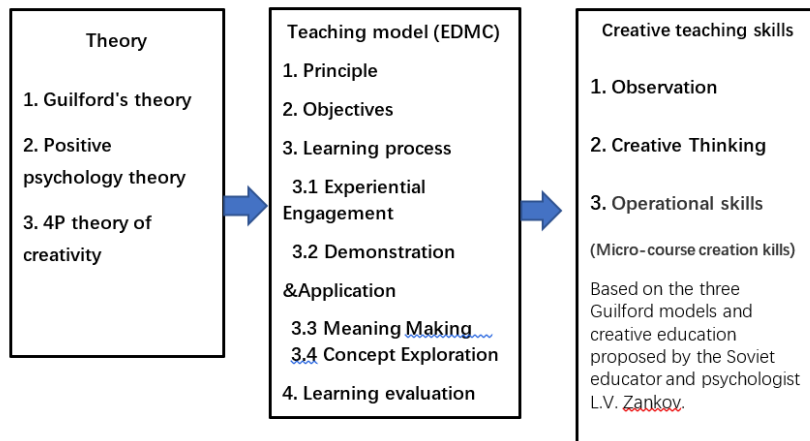 Theory
1. Guilford's theory
2. Positive
psychology theory
3. 4P theory of
creativity
Teaching model (EDMC)
1. Principle
2. Objectives
3. Learning process
3.1 Experiential
Engagement
3.2 Demonstration
&Application
3.3 Meaning Making
3.4 Concept Exploration
4. Learning evaluation
Creative teaching skills
1. Observation
2. Creative Thinking
3. Operational skills
(Micro-course creation kills)
Based on the three
Guilford models and
creative education
proposed by the Soviet
educator and psychologist
L.V. Zankov.